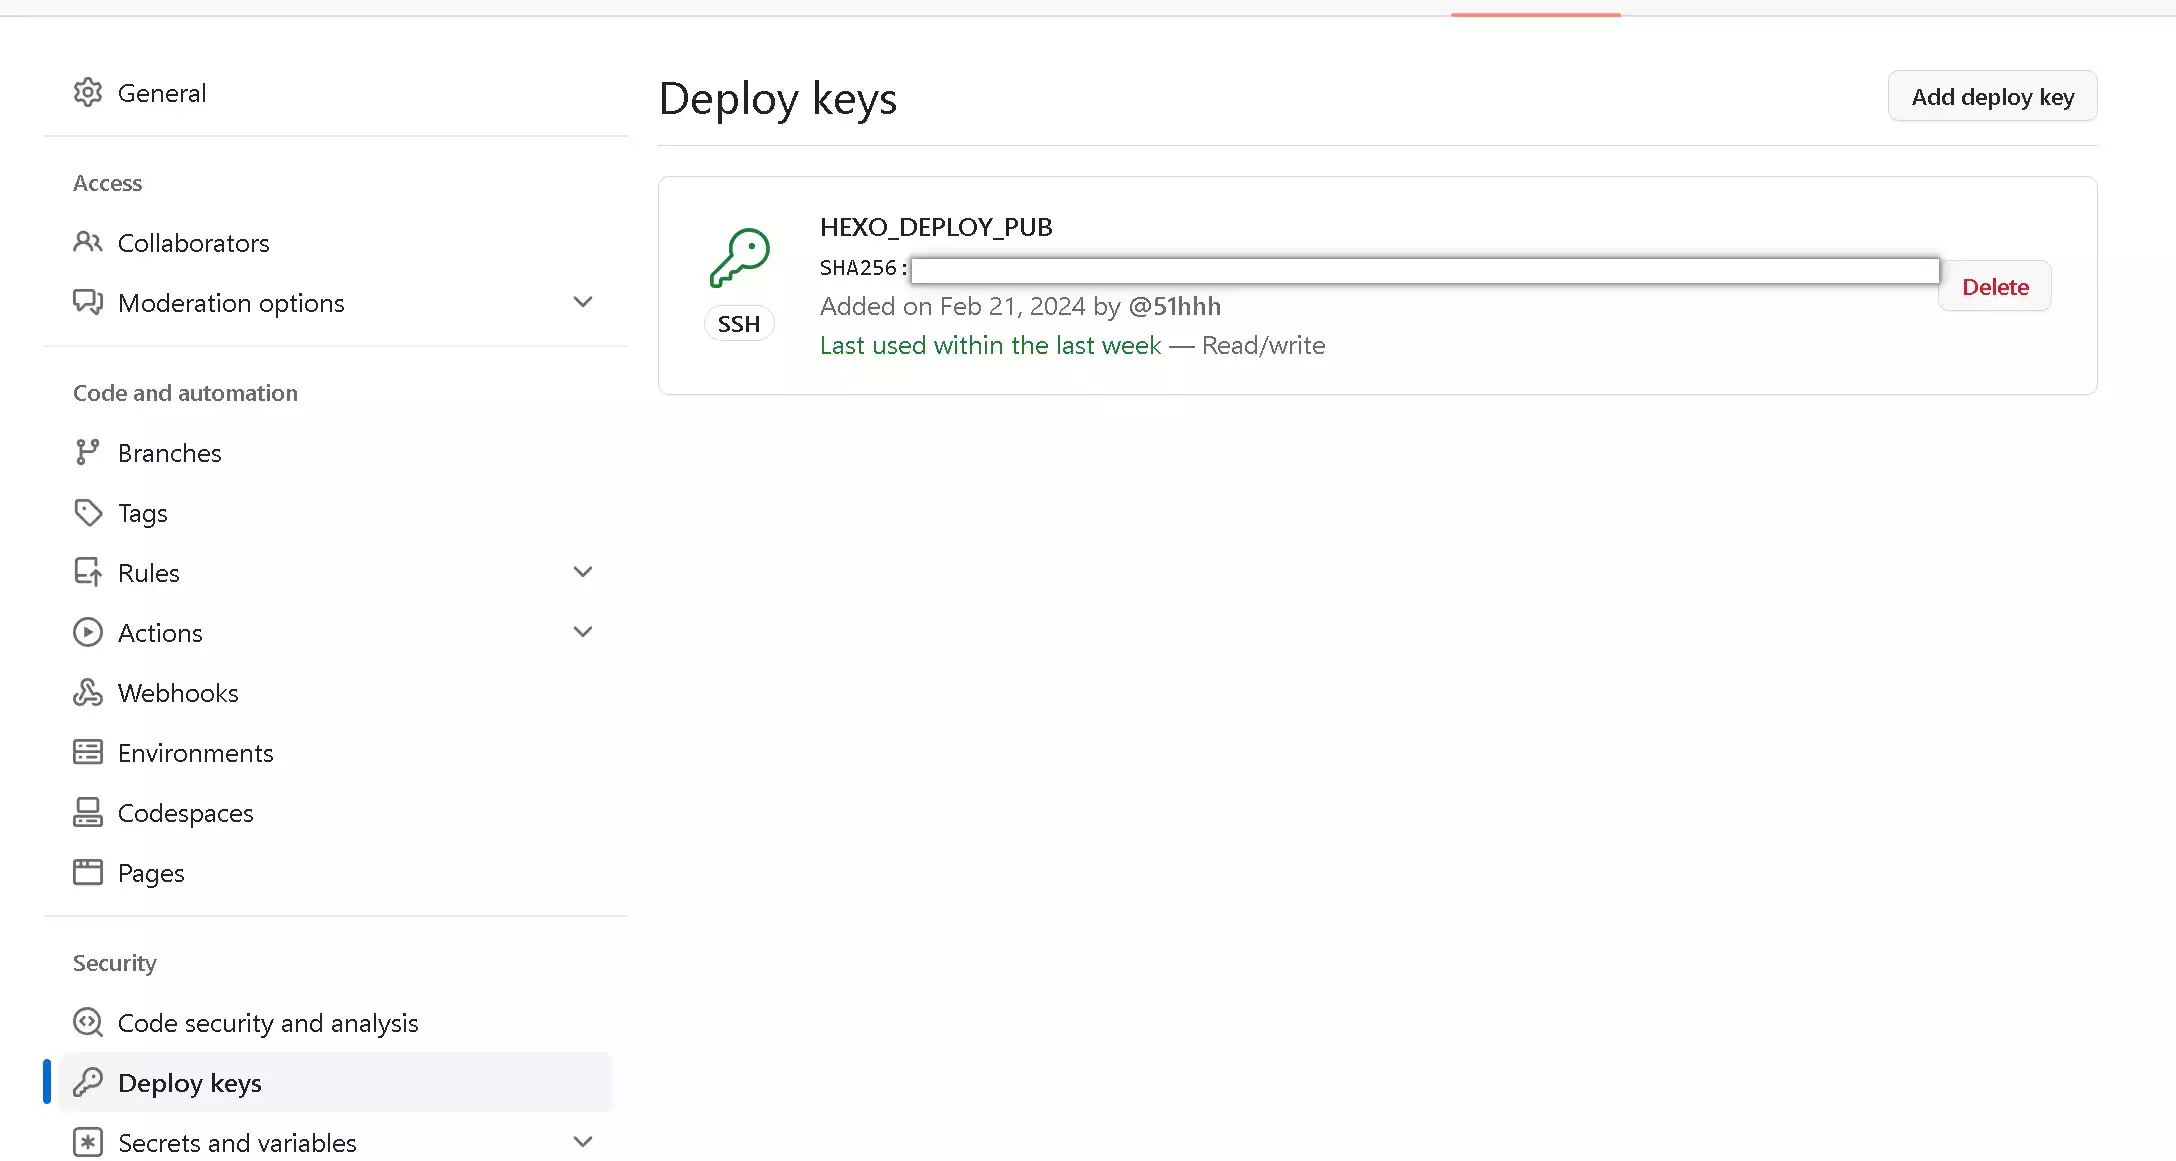 General
Access
Collaborators
Moderation options
Code and automation
Branches
Tags
Rules
Actions
Webhooks
Environments
Codespaces
Pages
Security
Code security and analysis
Deploy keys
Secrets and variables
Deploy keys
Add deploy key
HEXO_DEPLOY_PUB
SHA256:
SSH
Added on Feb 21, 2024 by @51hhh
Last used within the last week — Read/write
Delete